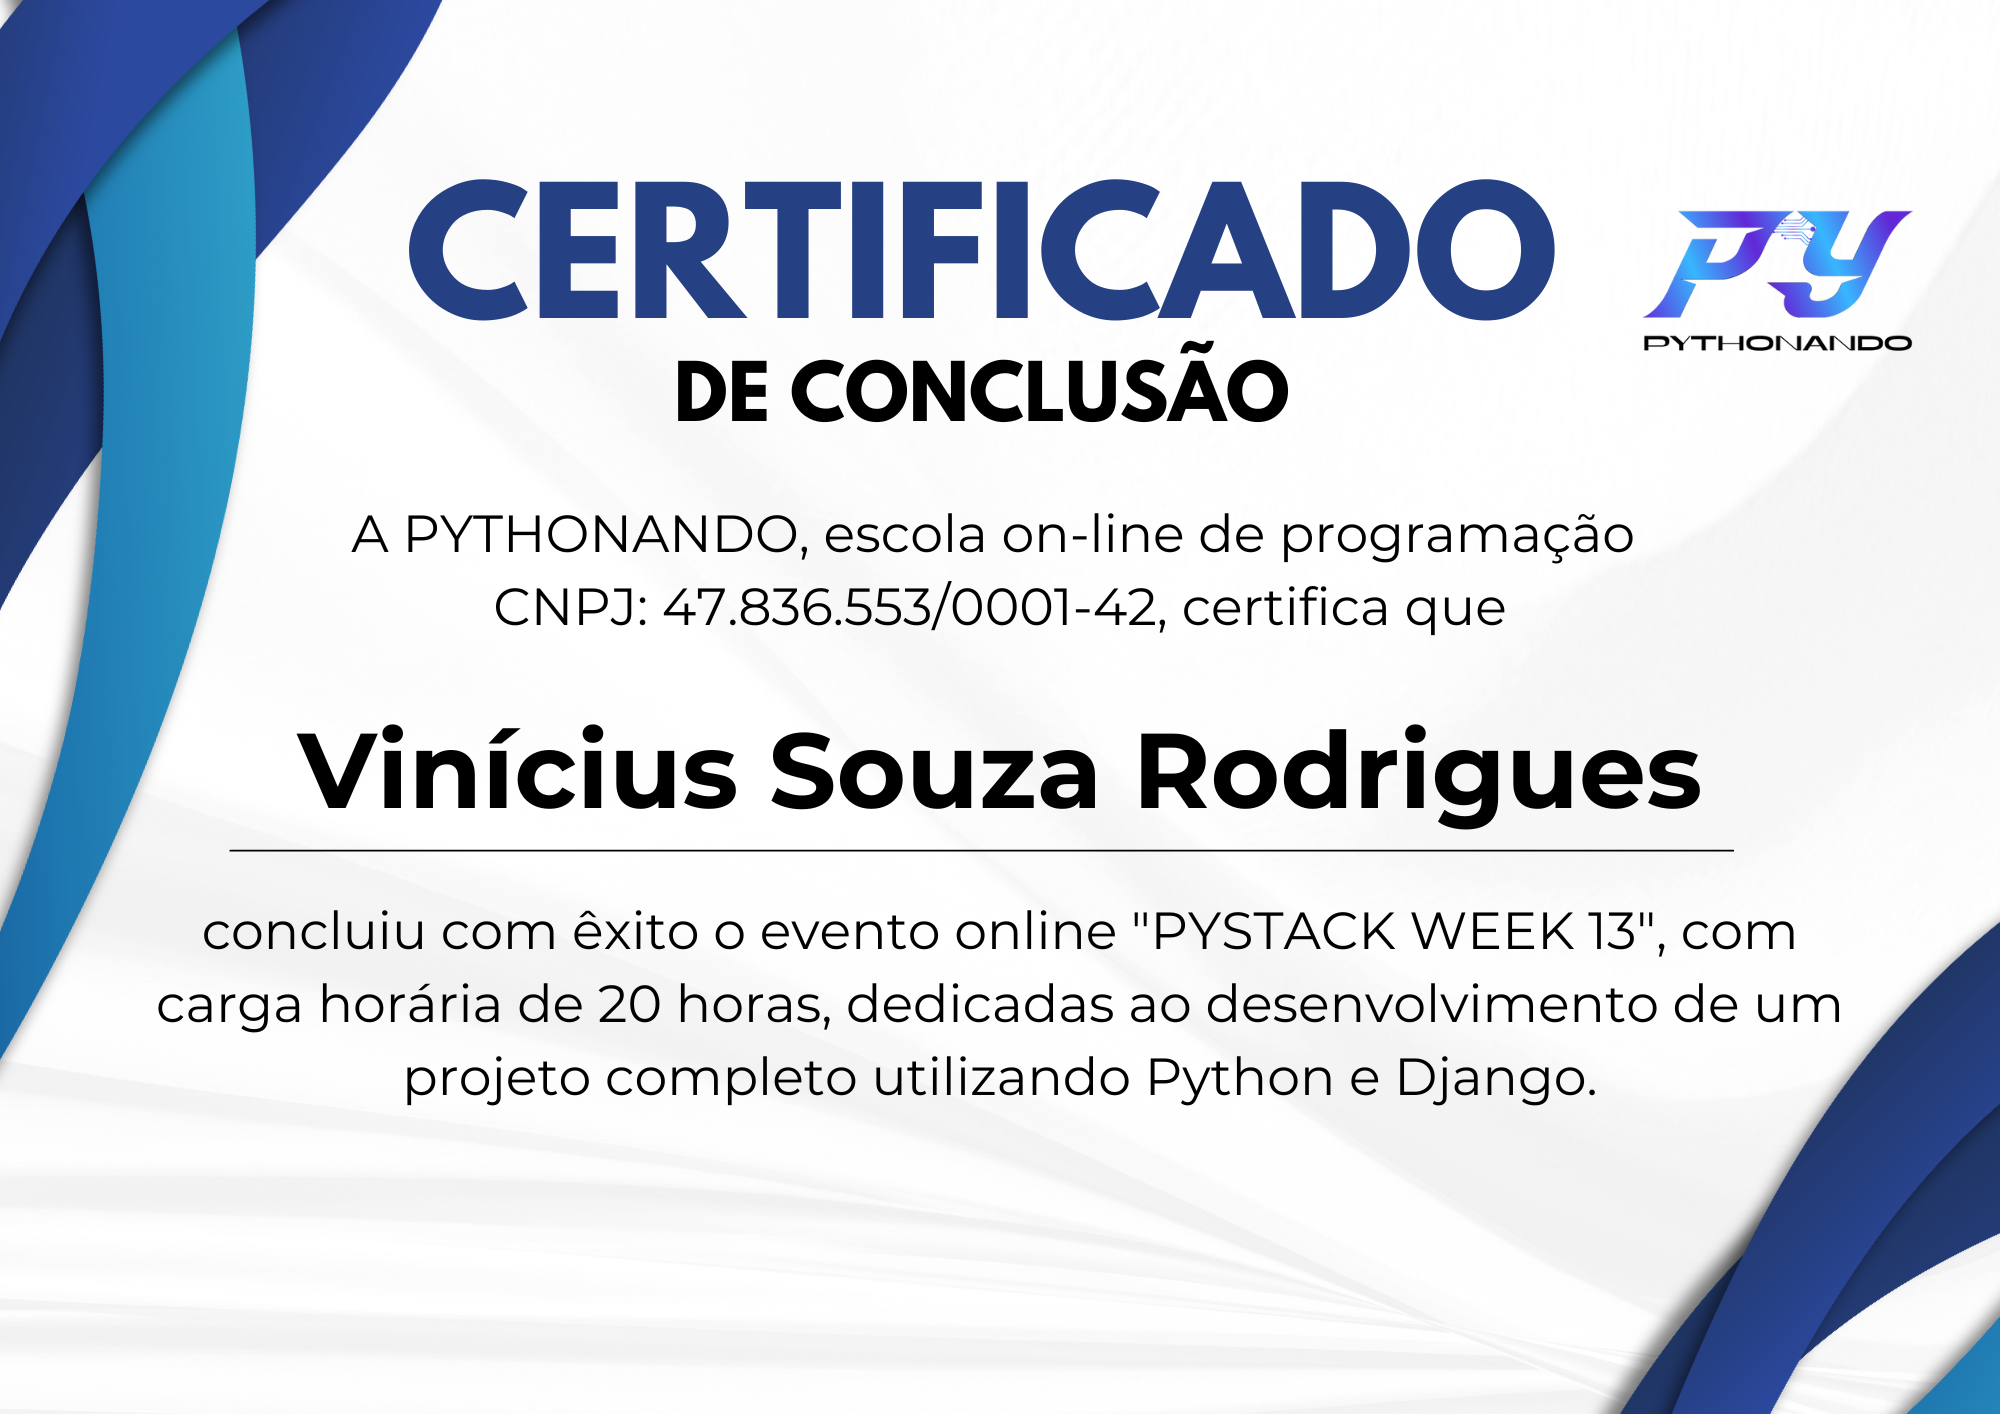 CERTIFICADO
PY
PYTHONANDO
DE CONCLUSÃO
A PYTHONANDO, escola on-line de programação
CNPJ: 47.836.553/0001-42, certifica que
Vinícius Souza Rodrigues
concluiu com êxito o evento online "PYSTACK WEEK 13", com
carga horária de 20 horas, dedicadas ao desenvolvimento de um
projeto completo utilizando Python e Django.